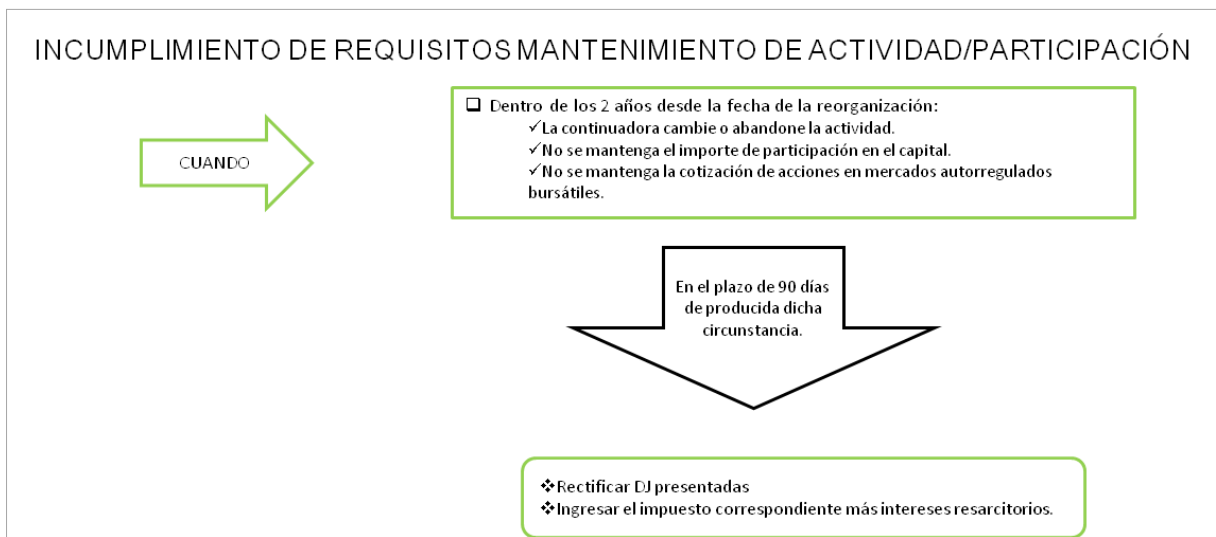 INCUMPLIMIENTO DE REQUISITOS MANTENIMIENTO DE ACTIVIDAD/PARTICIPACIÓN
CUANDO
❑ Dentro de los 2 años desde la fecha de la reorganización:
✓La continuadora cambie o abandone la actividad.
✓No se mantenga el importe de participación en el capital.
✓No se mantenga la cotización de acciones en mercados autorregulados
bursátiles.
En el plazo de 90 días
de producida dicha
circunstancia.
❖Rectificar DJ presentadas
❖Ingresar el impuesto correspondiente más intereses resarcitorios.